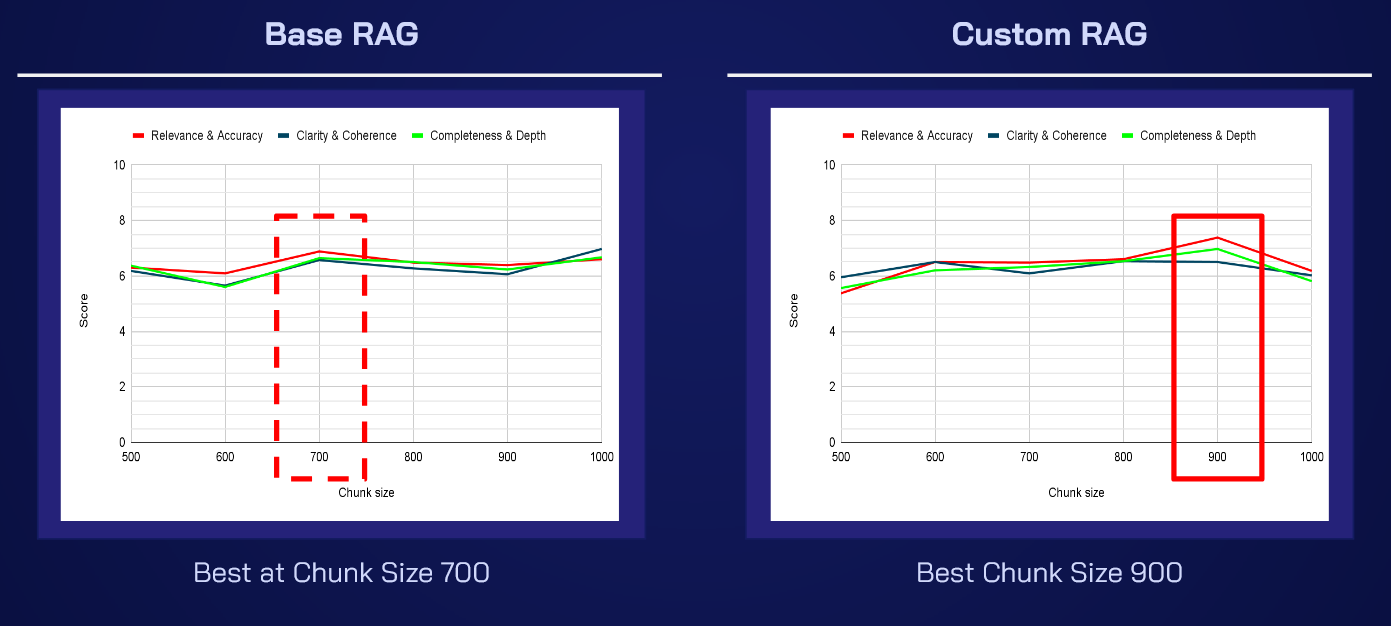 Base RAG
Relevance & Accuracy Clarity & Coherence Completeness & Depth
10
8
6
4
2
0
Score
500 600 700 800 900 1000
Chunk size
Best at Chunk Size 700
Custom RAG
Relevance & Accuracy Clarity & Coherence Completeness & Depth
10
8
6
4
2
0
Score
500 600 700 800 900 1000
Chunk size
Best Chunk Size 900